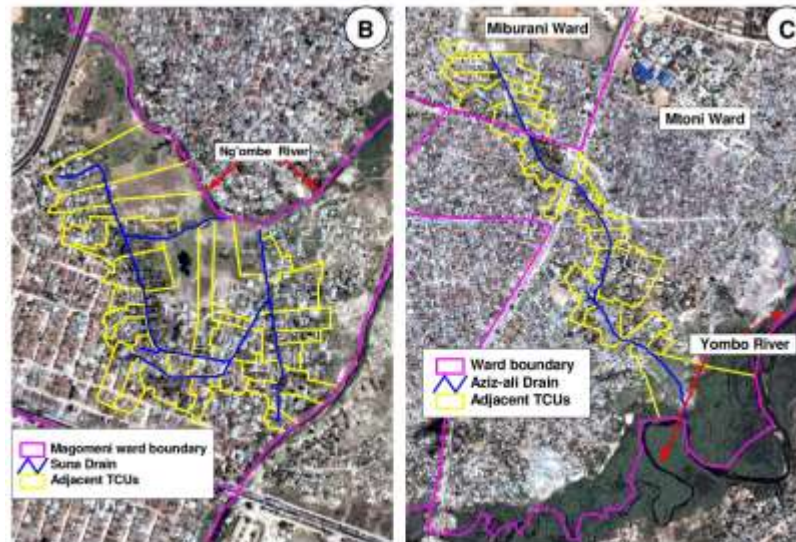 B
Ng'ombe River
Magomeni ward boundary
Suna Drain
Adjacent TCUs
Miburani Ward
C
Mtoni Ward
Yombo River
Ward boundary
Aziz-ali Drain
Adjacent TCUs